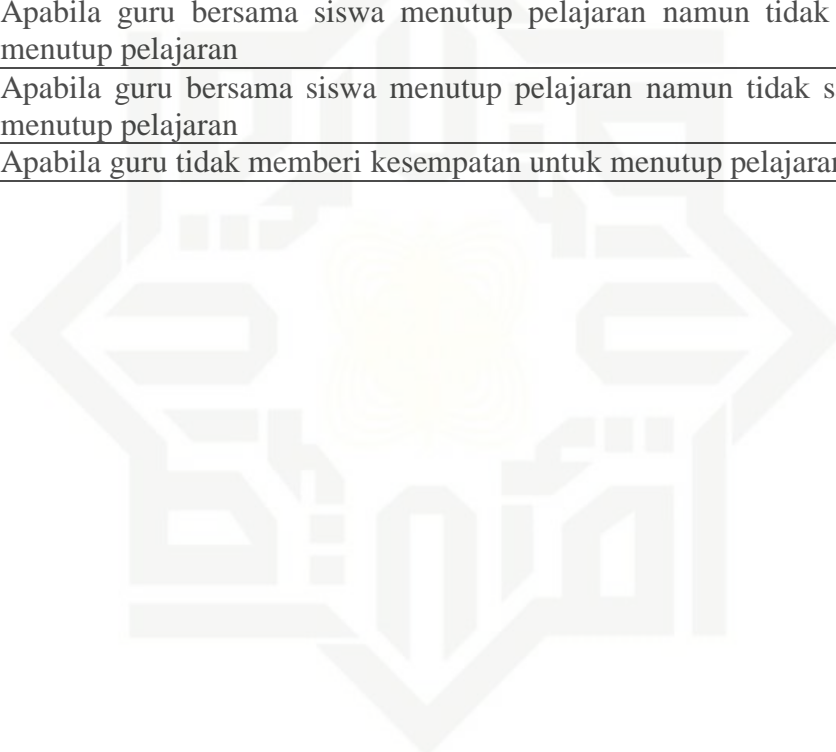 Apabila guru bersama siswa menutup pelajaran namun tidak
menutup pelajaran
Apabila guru bersama siswa menutup pelajaran namun tidak
menutup pelajaran
Apabila guru tidak memberi kesempatan untuk menutup